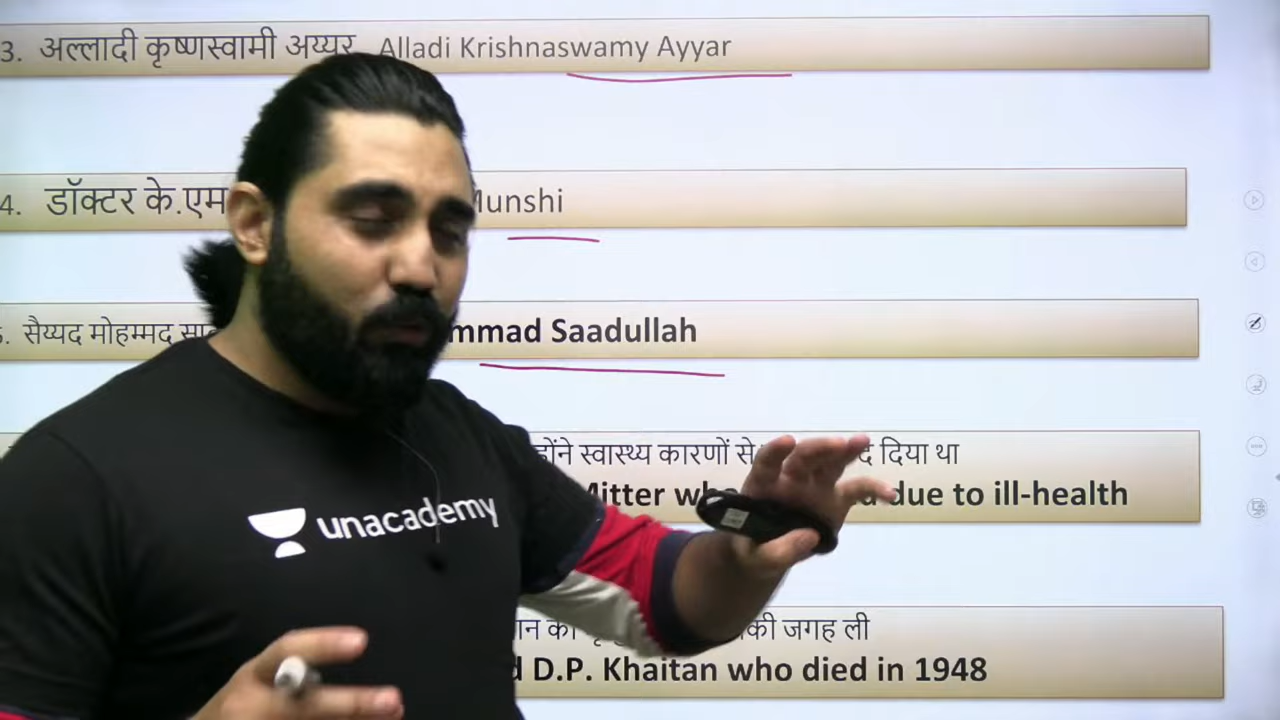 3. अल्लादी कृष्णस्वामी अय्यर Alladi Krishnaswamy Ayyar
4. डॉक्टर के.एम Munshi
सैय्यद मोहम्मद mmad Saadullah
स्वास्थ्य कारणों से दिया था
Mitter due to ill-health
की जगह ली
D.P. Khaitan who died in 1948
unacademy